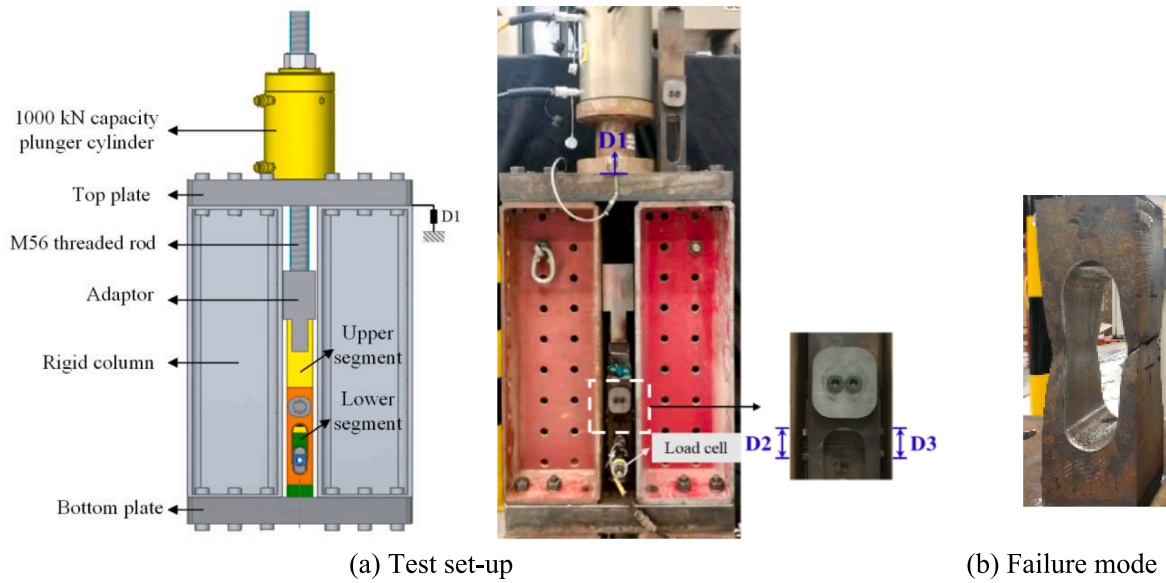 1000 kN capacity
plunger cylinder
Top plate
D1
M56 threaded rod
Adaptor
Upper
segment
Rigid column
Lower
segment
Bottom plate
D1
Load cell
D2
D3
(a) Test set-up
(b) Failure mode